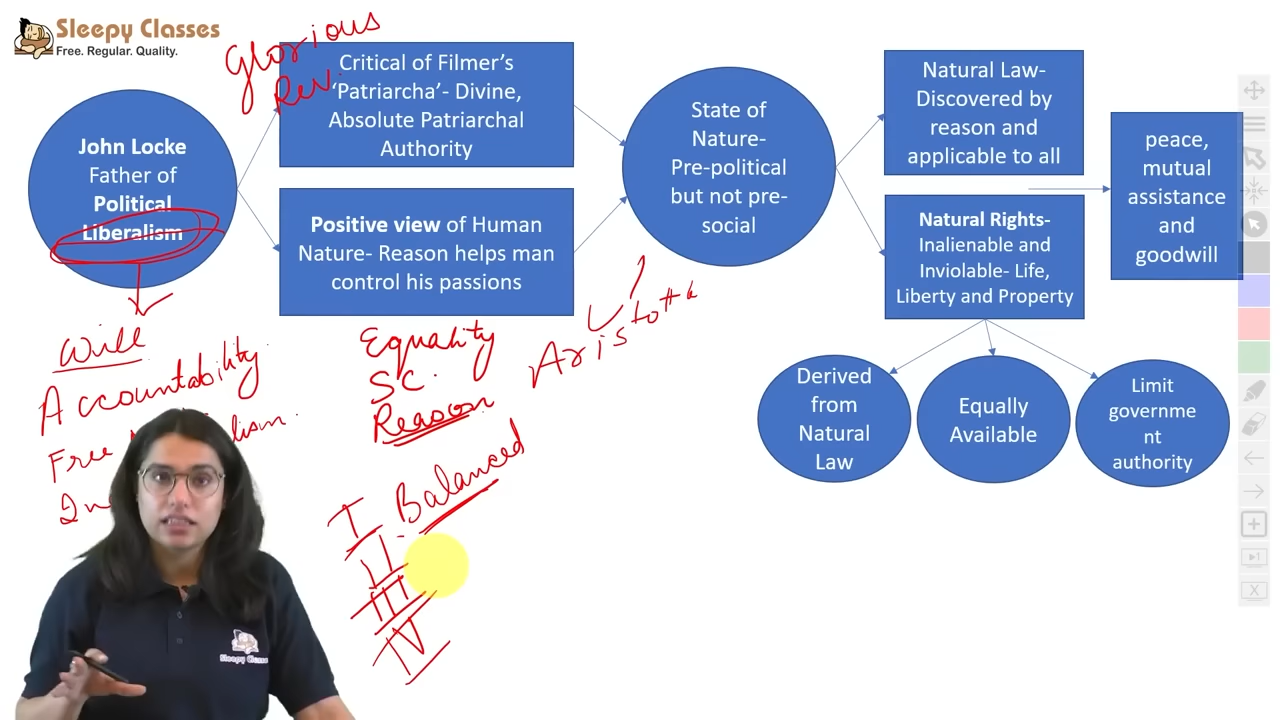 Sleepy Classes
Free. Regular. Quality.
Glorious
Rev.
John Locke
Father of
Political
Liberalism
Critical of Filmer's
'Patriarcha'- Divine,
Absolute Patriarchal
Authority
Positive view of Human
Nature- Reason helps man
control his passions
State of
Nature-
Pre-political
but not pre-
social
Natural Law-
Discovered by
reason and
applicable to all
Natural Rights-
Inalienable and
Inviolable- Life,
Liberty and Property
peace,
mutual
assistance
and
goodwill
Derived
from
Natural
Law
Equally
Available
Limit
governme
nt
authority
Will
Accountability
Free
Equality
SC.
Reason
I Balanced
II
III
IV
Sleepy Classes